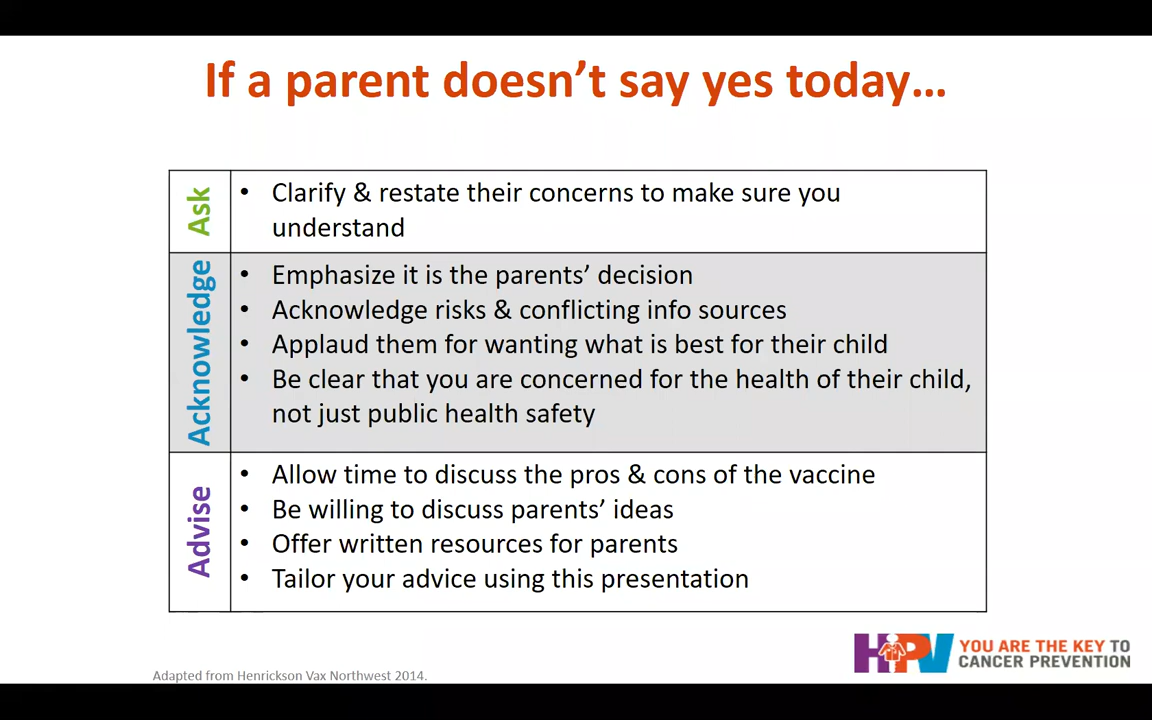 If a parent doesn’t say yes today…
Ask
• Clarify & restate their concerns to make sure you
understand
Acknowledge
• Emphasize it is the parents’ decision
• Acknowledge risks & conflicting info sources
• Applaud them for wanting what is best for their child
• Be clear that you are concerned for the health of their child,
not just public health safety
Advise
• Allow time to discuss the pros & cons of the vaccine
• Be willing to discuss parents’ ideas
• Offer written resources for parents
• Tailor your advice using this presentation
HPV
YOU ARE THE KEY TO
CANCER PREVENTION
Adapted from Henrickson Vax Northwest 2014.